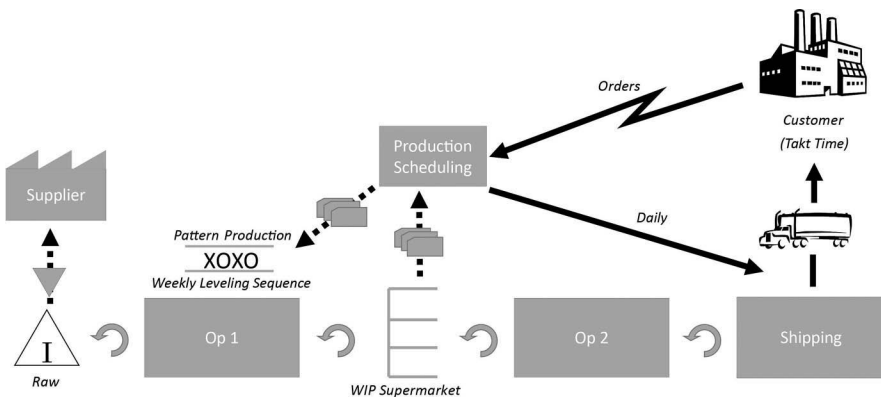 Orders
Customer
(Takt Time)
Production
Scheduling
Supplier
Daily
Pattern Production
XOXO
Weekly Leveling Sequence
I
Raw
Op 1
WIP Supermarket
Op 2
Shipping